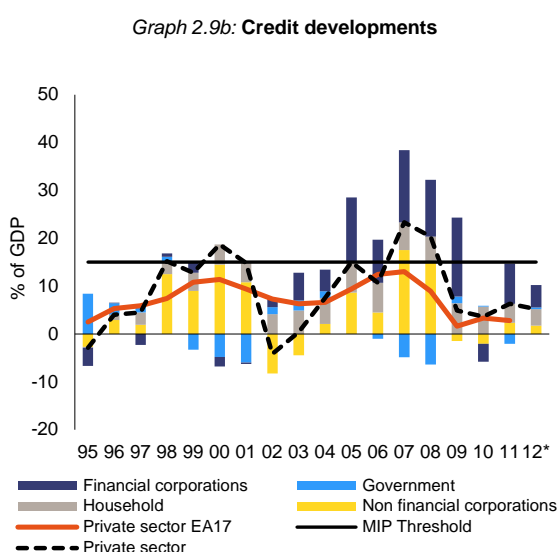 Graph 2.9b: Credit developments
% of GDP
50
40
30
20
10
0
-10
-20
95 96 97 98 99 00 01 02 03 04 05 06 07 08 09 10 11 12*
Financial corporations Government
Household Non financial corporations
Private sector EA17 MIP Threshold
Private sector